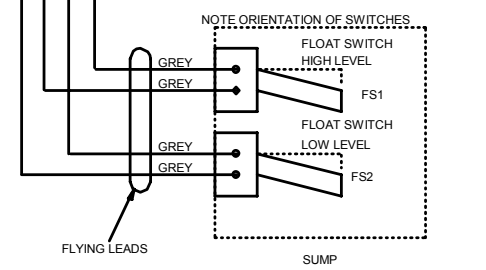 NOTE ORIENTATION OF SWITCHES
FLOAT SWITCH
HIGH LEVEL
GREY
GREY
FS1
FLOAT SWITCH
LOW LEVEL
GREY
GREY
FS2
FLYING LEADS
SUMP